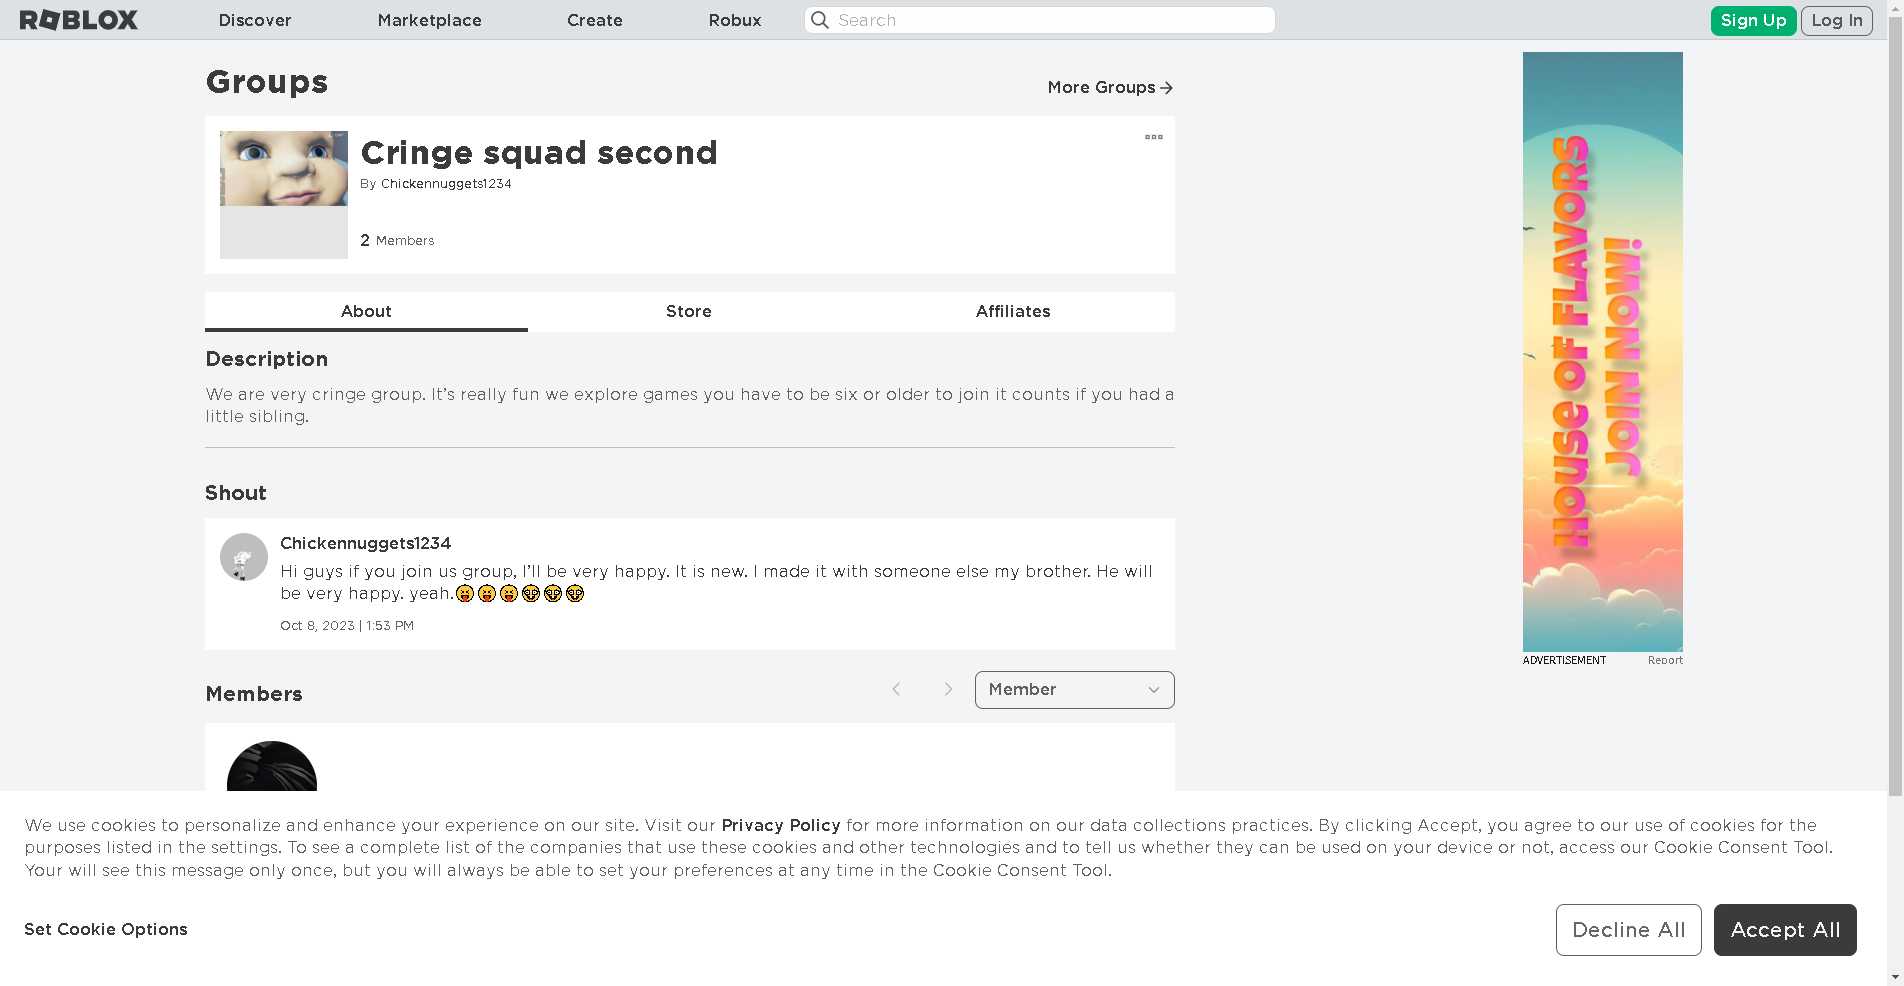 ROBLOX
Discover
Marketplace
Create
Robux
Search
Sign Up
Log In
Groups
More Groups
Cringe squad second
By Chickennuggets1234
2 Members
About
Store
Affiliates
Description
We are very cringe group. It’s really fun we explore games you have to be six or older to join it counts if you had a
little sibling.
Shout
Chickennuggets1234
Hi guys if you join us group, I’ll be very happy. It is new. I made it with someone else my brother. He will
be very happy. yeah.😝😝😝🥸🥸🥸
Oct 8, 2023 | 1:53 PM
Members
Member
HOUSE OF FLAVORS
JOIN NOW!
ADVERTISEMENT
Report
We use cookies to personalize and enhance your experience on our site. Visit our Privacy Policy for more information on our data collections practices. By clicking Accept, you agree to our use of cookies for the
purposes listed in the settings. To see a complete list of the companies that use these cookies and other technologies and to tell us whether they can be used on your device or not, access our Cookie Consent Tool.
Your will see this message only once, but you will always be able to set your preferences at any time in the Cookie Consent Tool.
Set Cookie Options
Decline All
Accept All